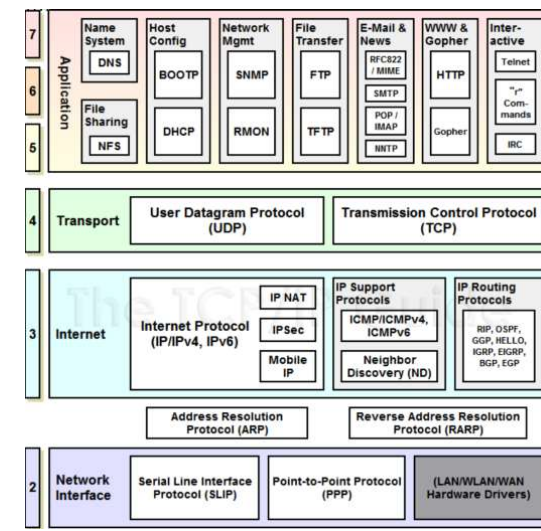 7
6
5
Application
Name
System
DNS
File
Sharing
NFS
Host
Config
BOOTP
DHCP
Network
Mgmt
SNMP
RMON
File
Transfer
FTP
TFTP
E-Mail &
News
RFC822
/ MIME
SMTP
POP /
IMAP
NNTP
WWW &
Gopher
HTTP
Gopher
Inter-
active
Telnet
"r"
Com-
mands
IRC
4
Transport
User Datagram Protocol
(UDP)
Transmission Control Protocol
(TCP)
The TCP/IP Guide
3
Internet
Internet Protocol
(IP/IPv4, IPv6)
IP NAT
IPSec
Mobile
IP
IP Support
Protocols
ICMP/ICMPv4,
ICMPv6
Neighbor
Discovery (ND)
IP Routing
Protocols
RIP, OSPF,
GGP, HELLO,
IGRP, EIGRP,
BGP, EGP
Address Resolution
Protocol (ARP)
Reverse Address Resolution
Protocol (RARP)
2
Network
Interface
Serial Line Interface
Protocol (SLIP)
Point-to-Point Protocol
(PPP)
(LAN/WLAN/WAN
Hardware Drivers)